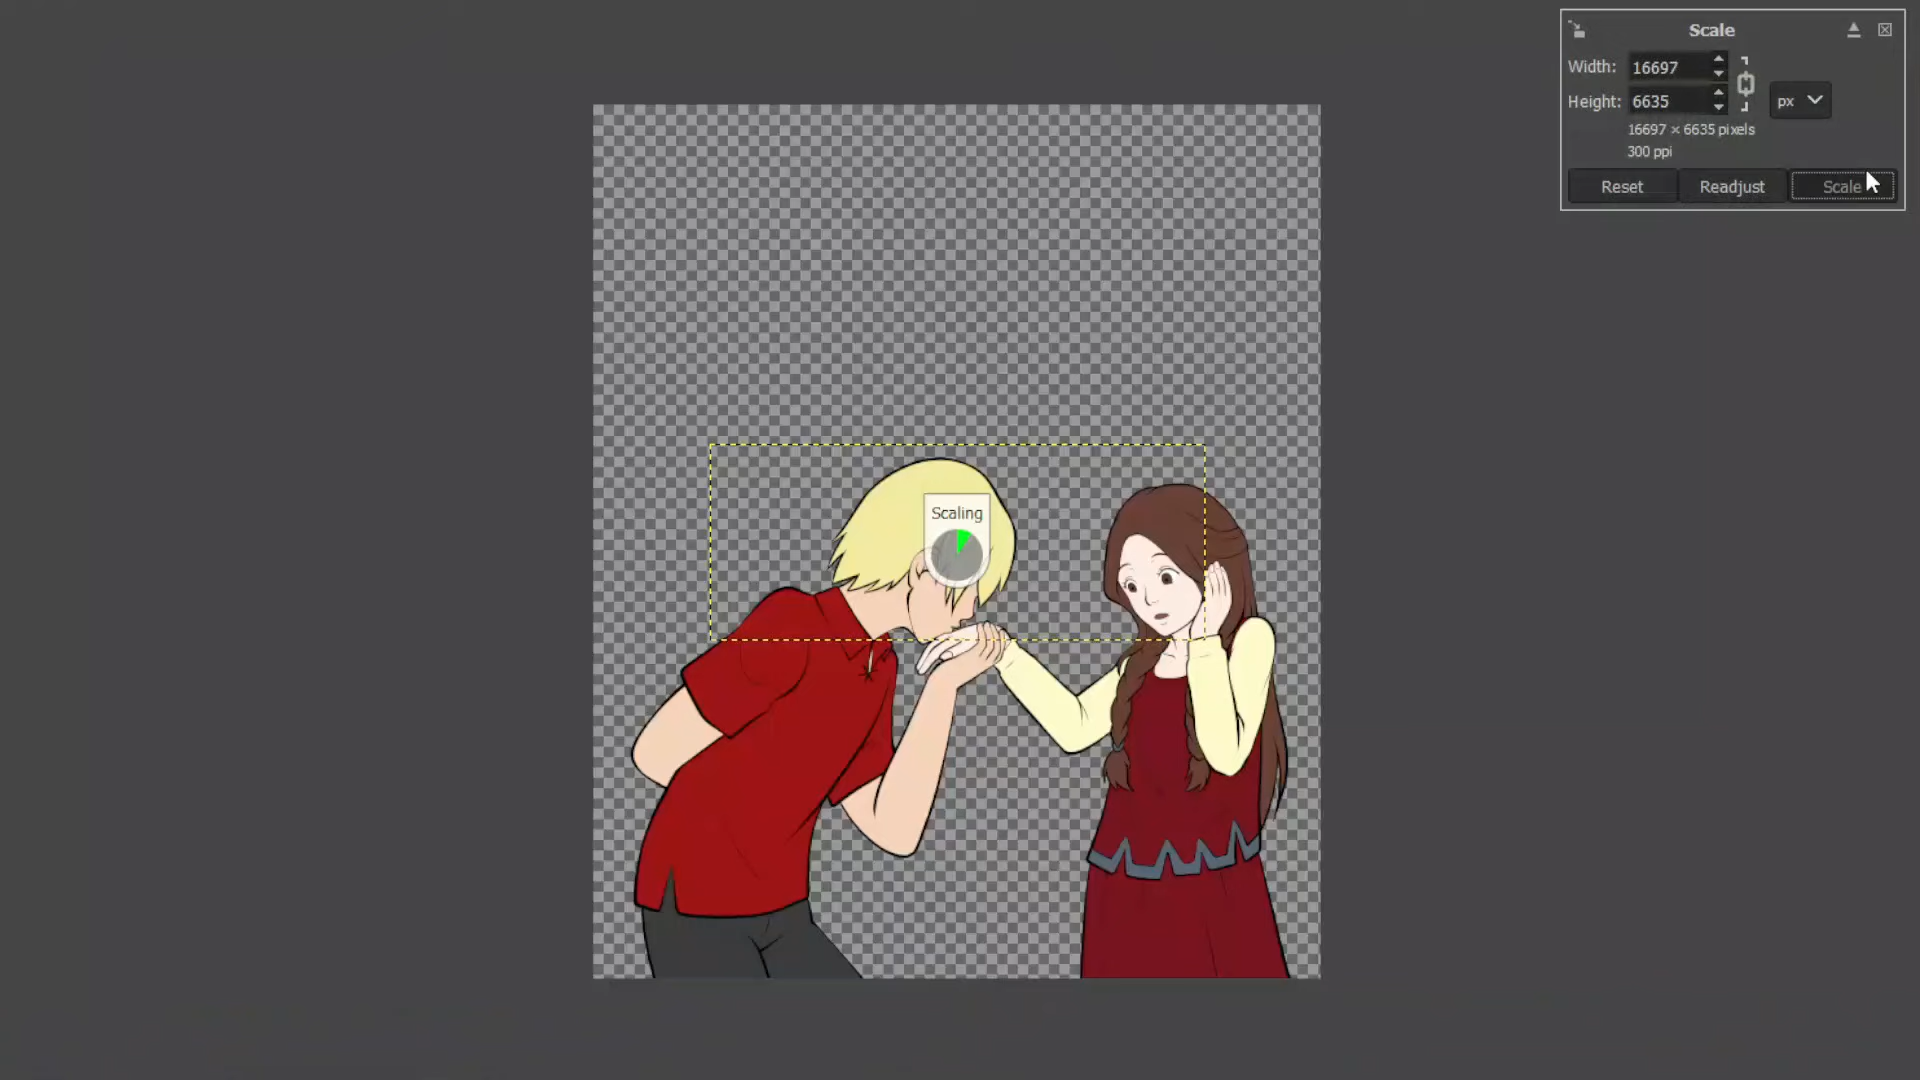 Scale
Width: 16697
Height: 6635
px
16697 × 6635 pixels
300 ppi
Reset Readjust Scale
Scaling